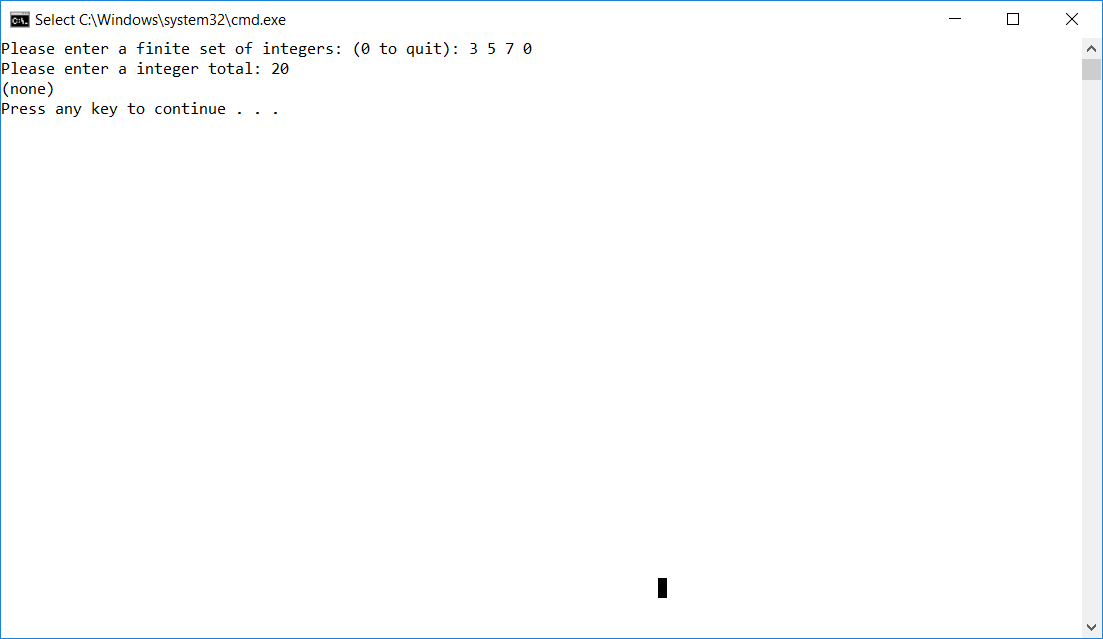 Select C:\Windows\system32\cmd.exe
Please enter a finite set of integers: (0 to quit): 3 5 7 0
Please enter a integer total: 20
(none)
Press any key to continue . . .